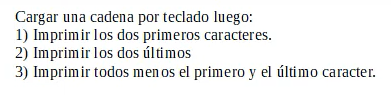 Cargar una cadena por teclado luego:
1) Imprimir los dos primeros caracteres.
2) Imprimir los dos últimos
3) Imprimir todos menos el primero y el último caracter.